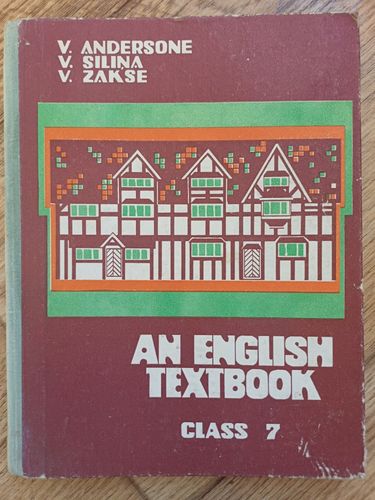 V. ANDERSONE
V. SILIŅA
V. ZAKSE
AN ENGLISH
TEXTBOOK
CLASS 7